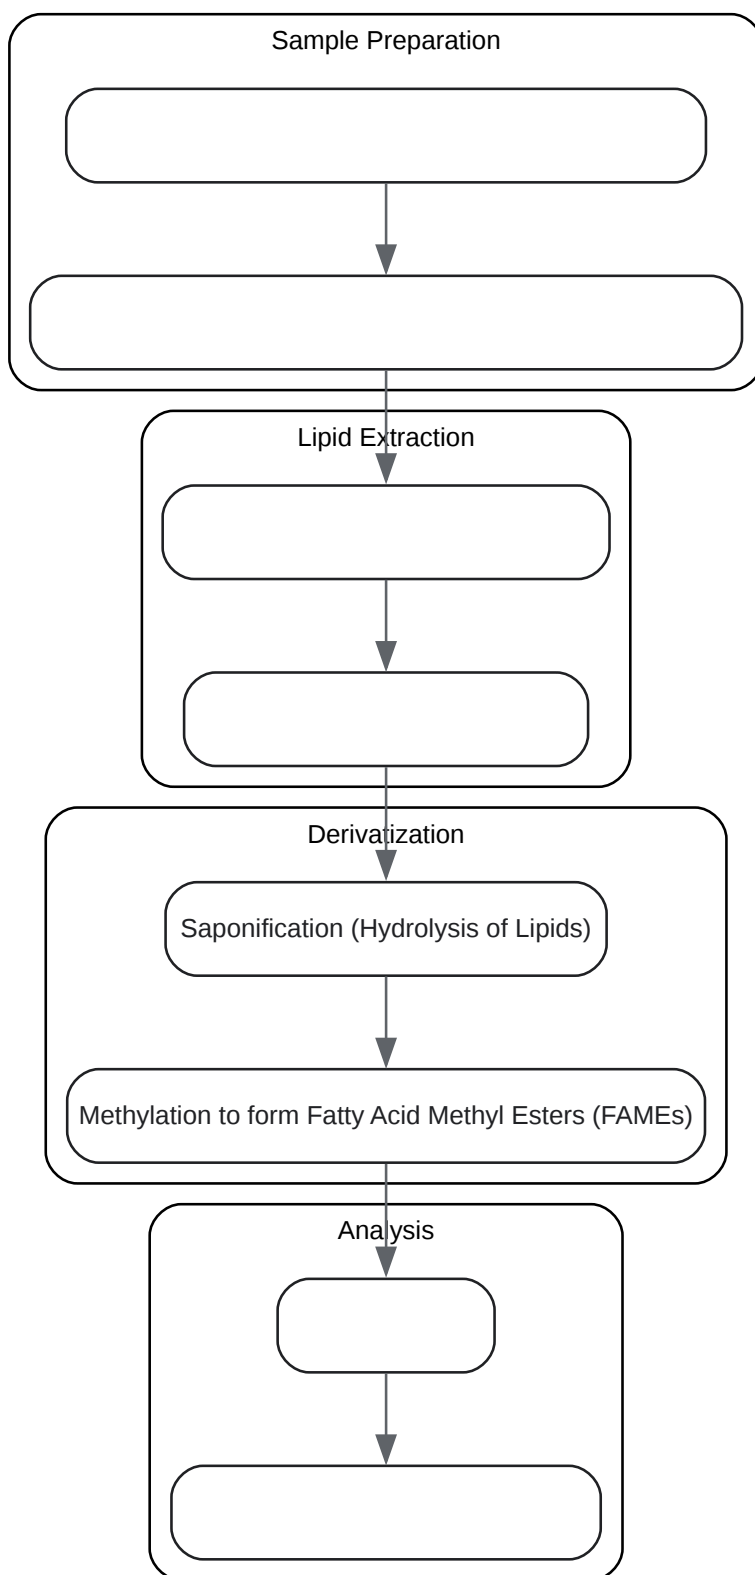 Sample Preparation
Lipid Extraction
Derivatization
Saponification (Hydrolysis of Lipids)
Methylation to form Fatty Acid Methyl Esters (FAMEs)
Analysis